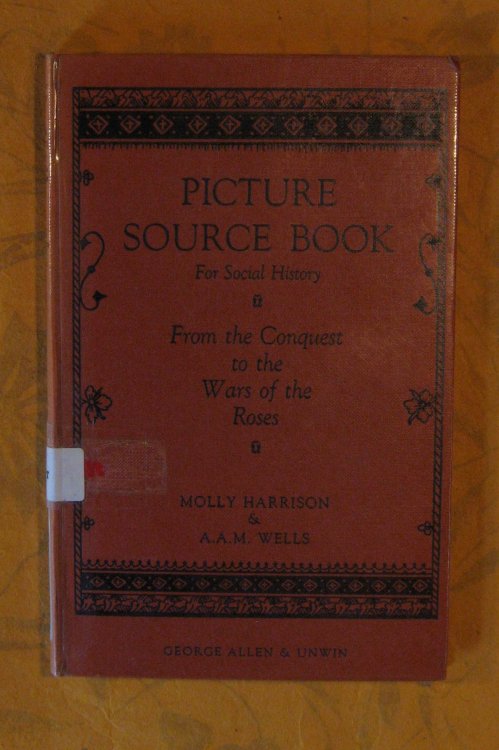 PICTURE
SOURCE BOOK
For Social History
From the Conquest
to the
Wars of the
Roses
MOLLY HARRISON
&
A.A.M. WELLS
GEORGE ALLEN & UNWIN